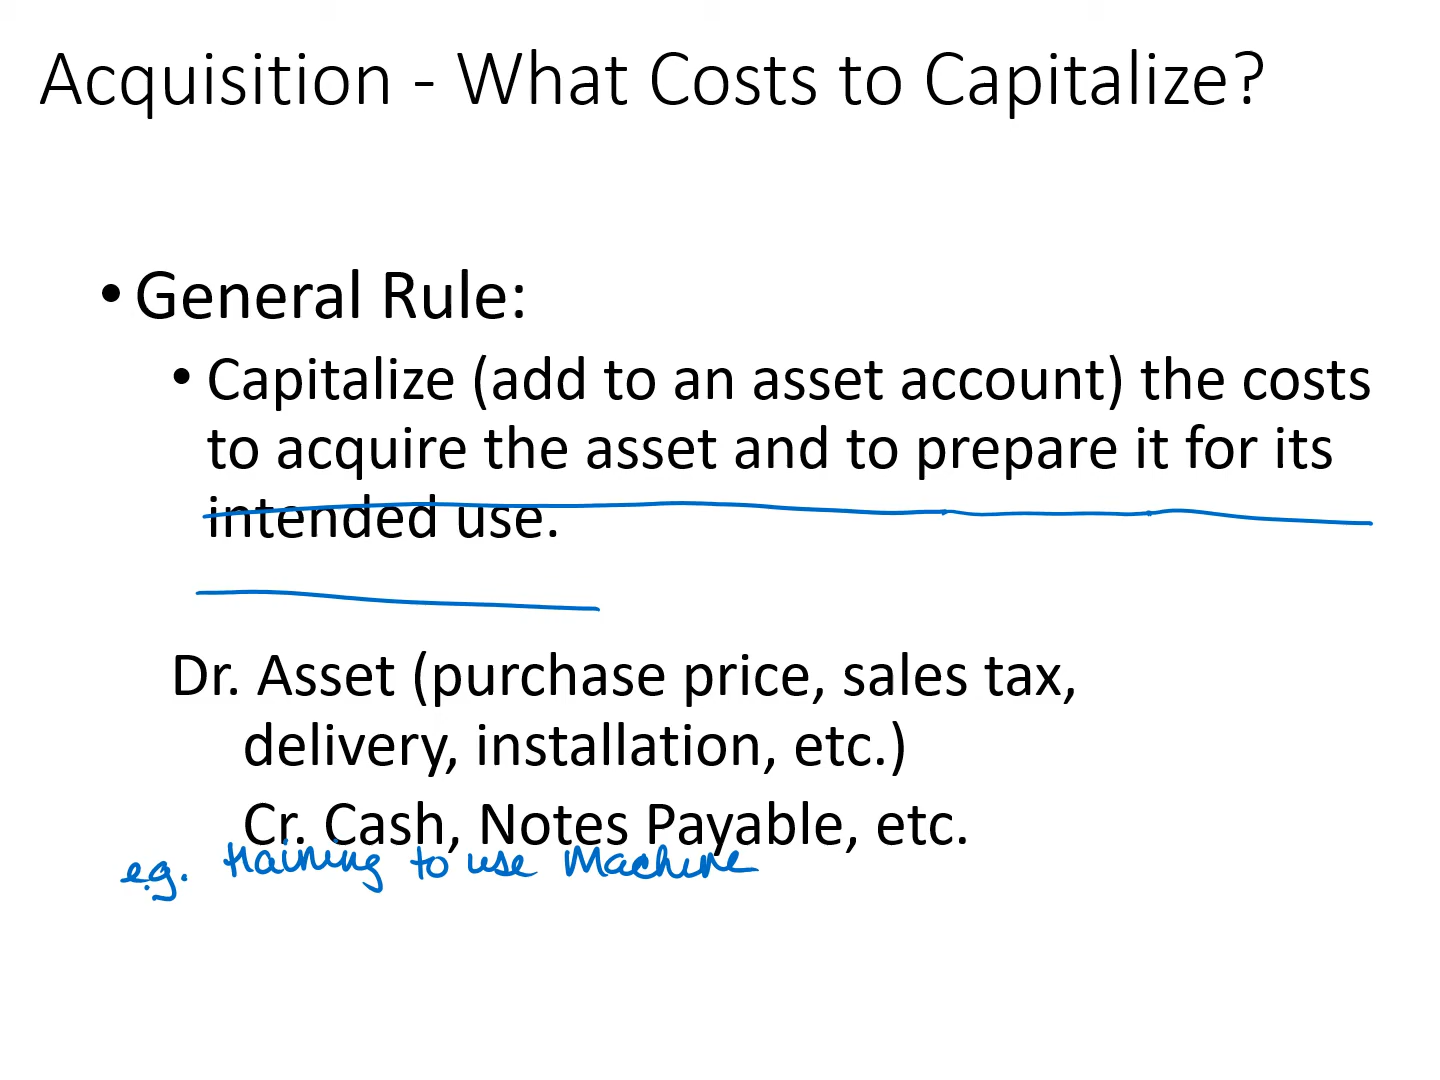 Acquisition - What Costs to Capitalize?
• General Rule:
• Capitalize (add to an asset account) the costs
to acquire the asset and to prepare it for its
intended use.
Dr. Asset (purchase price, sales tax,
delivery, installation, etc.)
Cr. Cash, Notes Payable, etc.
e.g. training to use Machine